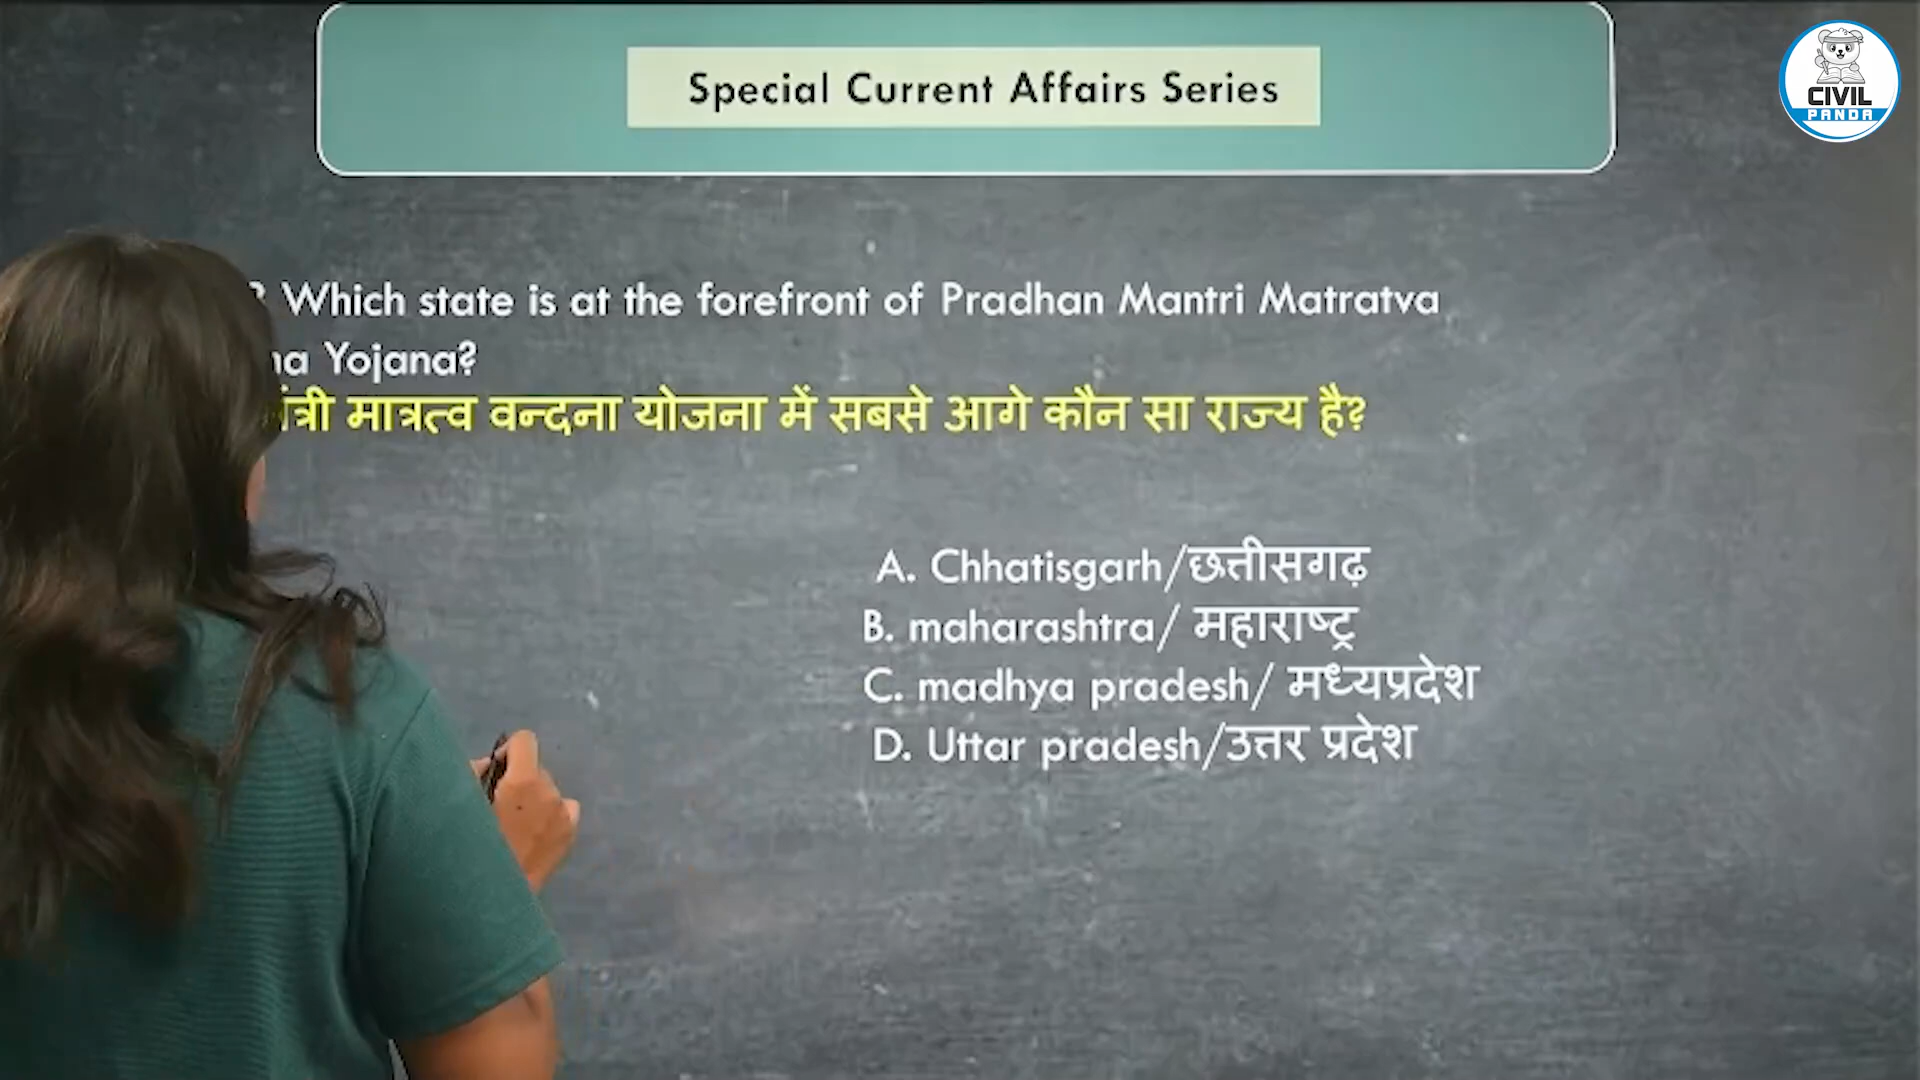 Special Current Affairs Series
CIVIL
PANDA
? Which state is at the forefront of Pradhan Mantri Matratva
Yojana?
मात्रत्व वन्दना योजना में सबसे आगे कौन सा राज्य है?
A. Chhatisgarh/छत्तीसगढ़
B. maharashtra/ महाराष्ट्र
C. madhya pradesh/ मध्यप्रदेश
D. Uttar pradesh/उत्तर प्रदेश